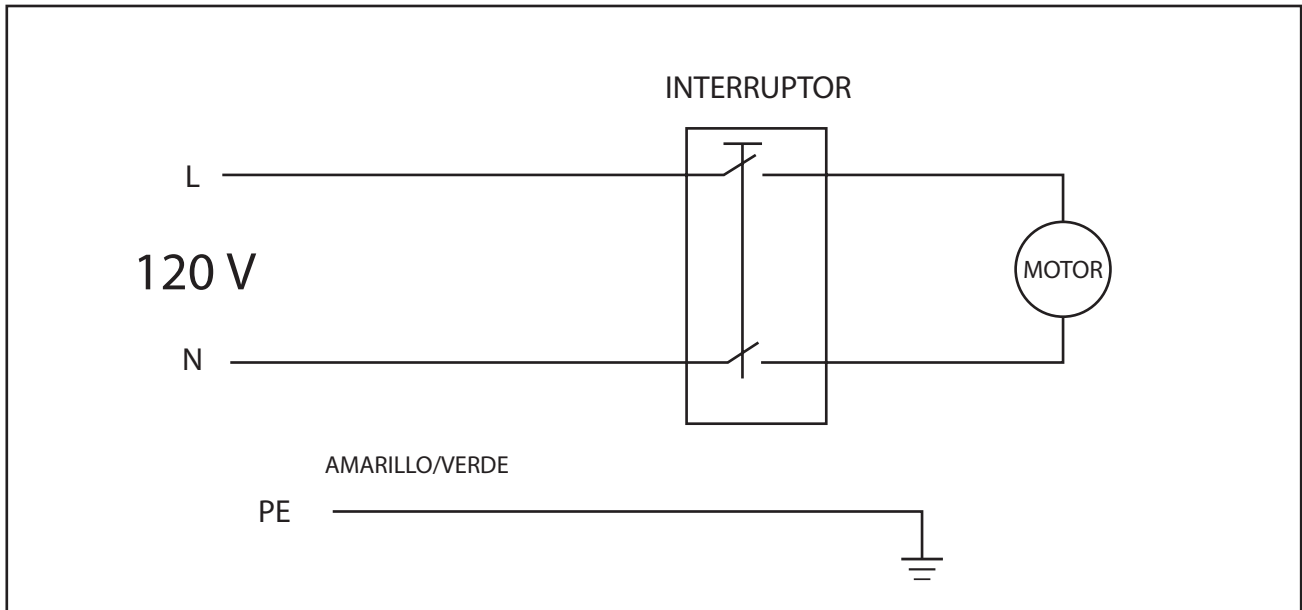 INTERRUPTOR
L
120 V
MOTOR
N
AMARILLO/VERDE
PE